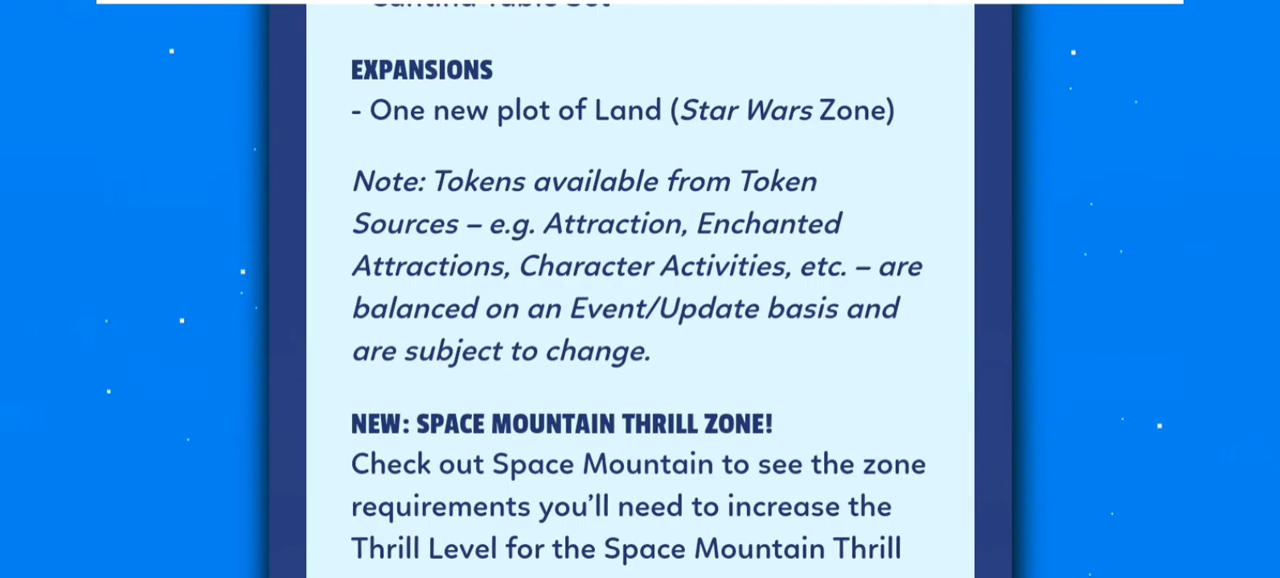 EXPANSIONS
- One new plot of Land (Star Wars Zone)
Note: Tokens available from Token
Sources – e.g. Attraction, Enchanted
Attractions, Character Activities, etc. – are
balanced on an Event/Update basis and
are subject to change.
NEW: SPACE MOUNTAIN THRILL ZONE!
Check out Space Mountain to see the zone
requirements you’ll need to increase the
Thrill Level for the Space Mountain Thrill